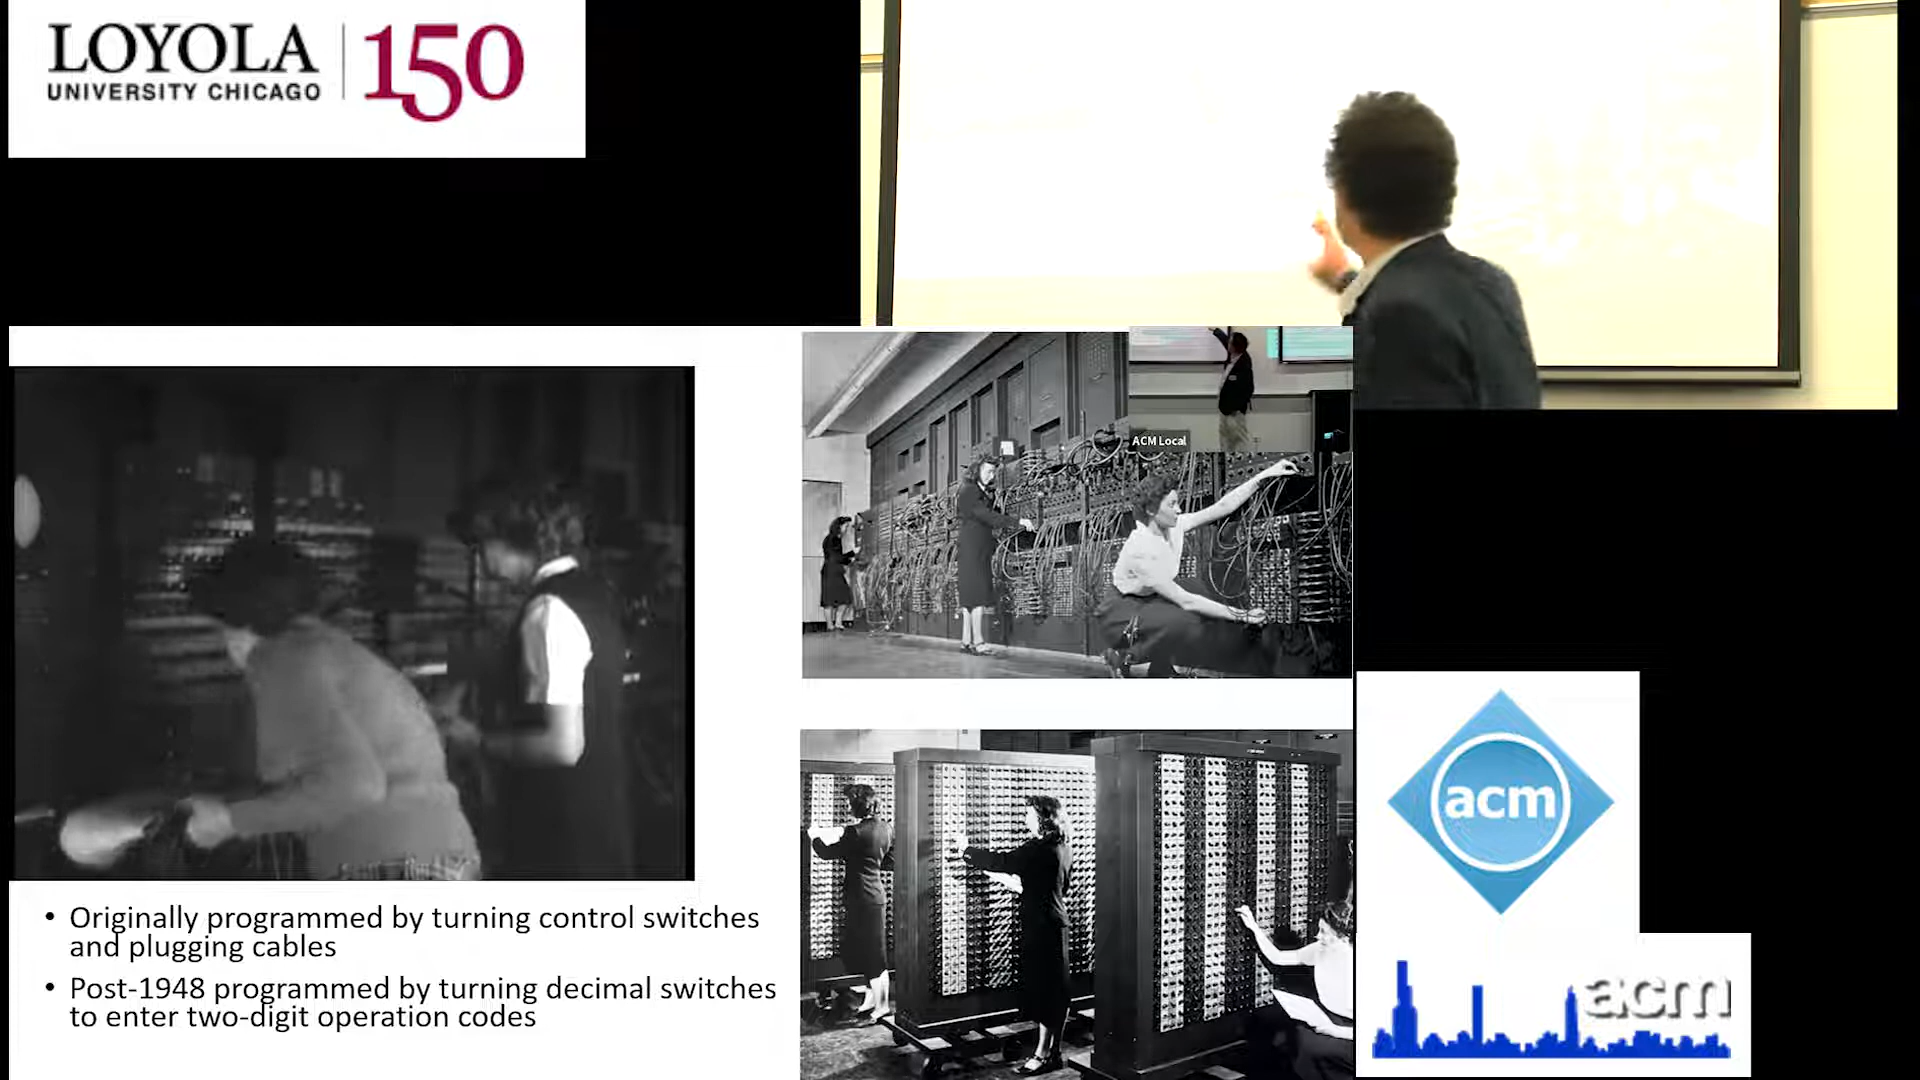 LOYOLA
UNIVERSITY CHICAGO
150
ACM Local
• Originally programmed by turning control switches
and plugging cables
• Post-1948 programmed by turning decimal switches
to enter two-digit operation codes
acm
acm